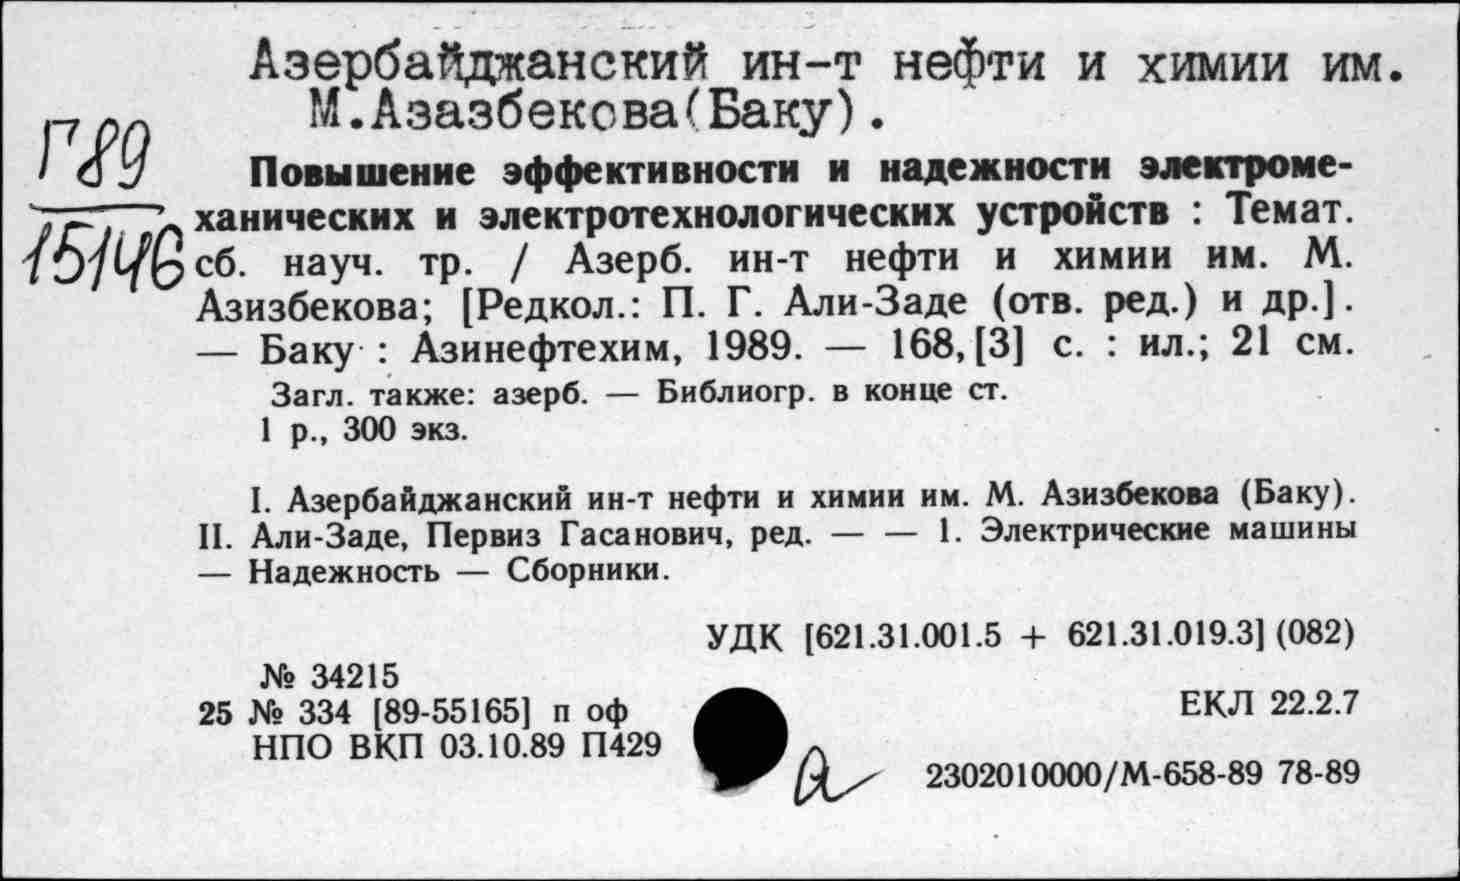 Азербайджанский ин-т нефти и химии им.
М.Азазбекова(Баку).
Г89
15146
Повышение эффективности и надежности электроме-
ханических и электротехнологических устройств : Темат.
сб. науч. тр. / Азерб. ин-т нефти и химии им. М.
Азизбекова; [Редкол.: П. Г. Али-Заде (отв. ред.) и др.].
— Баку : Азинефтехим, 1989. — 168,[3] с. : ил.; 21 см.
Загл. также: азерб. — Библиогр. в конце ст.
1 р., 300 экз.
I. Азербайджанский ин-т нефти и химии им. М. Азизбекова (Баку).
II. Али-Заде, Первиз Гасанович, ред. — — 1. Электрические машины
— Надежность — Сборники.
УДК [621.31.001.5 + 621.31.019.3] (082)
№ 34215
25 № 334 [89-55165] п оф
НПО ВКП 03.10.89 П429
ЕКЛ 22.2.7
2302010000/М-658-89 78-89